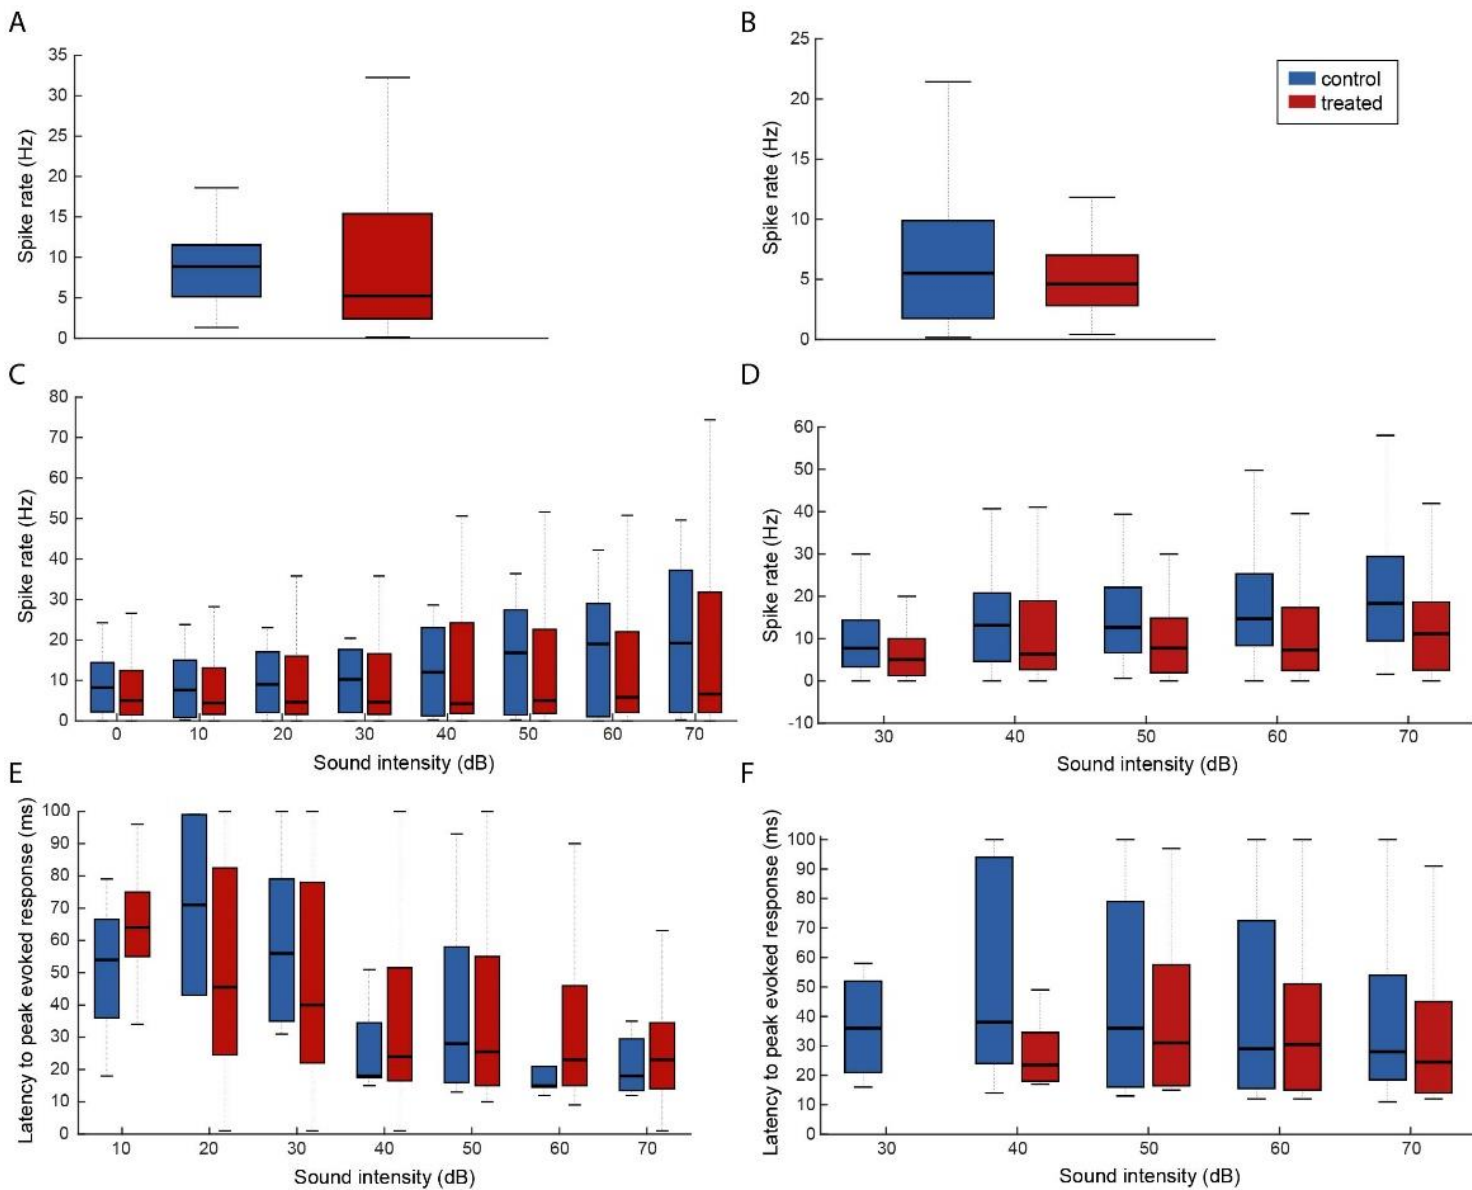 A
Spike rate (Hz)
35
30
25
20
15
10
5
0
B
Spike rate (Hz)
25
20
15
10
5
0
control
treated
C
Spike rate (Hz)
80
70
60
50
40
30
20
10
0
0 10 20 30 40 50 60 70
Sound intensity (dB)
D
Spike rate (Hz)
60
50
40
30
20
10
0
-10
30 40 50 60 70
Sound intensity (dB)
E
Latency to peak evoked response (ms)
100
90
80
70
60
50
40
30
20
10
0
10 20 30 40 50 60 70
Sound intensity (dB)
F
Latency to peak evoked response (ms)
100
90
80
70
60
50
40
30
20
10
0
30 40 50 60 70
Sound intensity (dB)